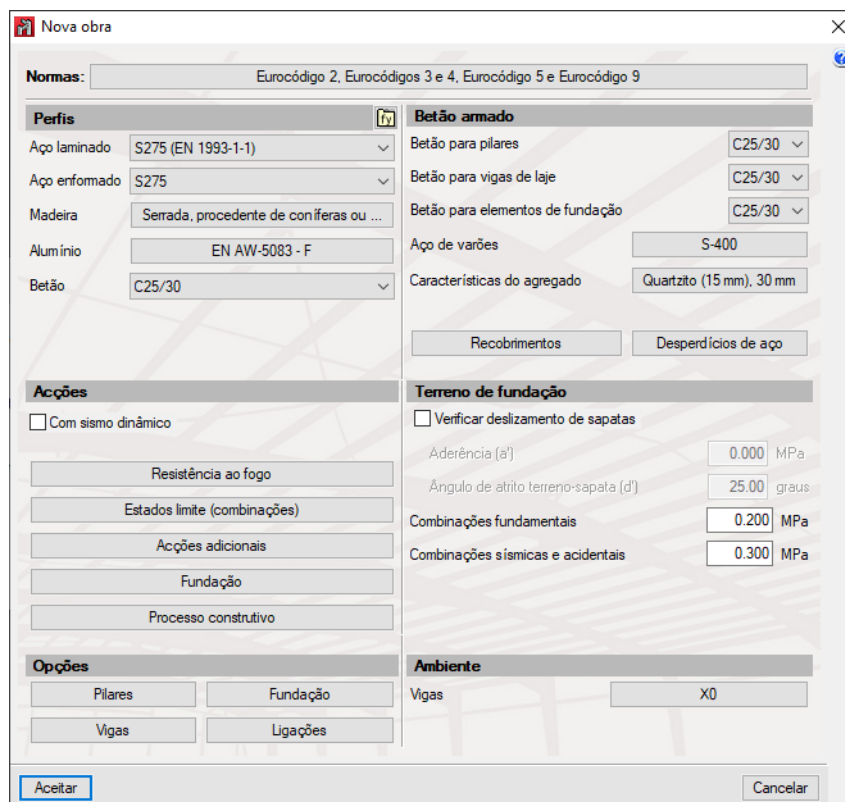 Nova obra
Normas: Eurocódigo 2, Eurocódigos 3 e 4, Eurocódigo 5 e Eurocódigo 9
Perfis
fy
Aço laminado S275 (EN 1993-1-1)
Aço enformado S275
Madeira Serrada, procedente de coníferas ou ...
Alumínio EN AW-5083 - F
Betão C25/30
Betão armado
Betão para pilares C25/30
Betão para vigas de laje C25/30
Betão para elementos de fundação C25/30
Aço de varões S-400
Características do agregado Quartzito (15 mm), 30 mm
Recobrimentos Desperdícios de aço
Acções
Com sismo dinâmico
Resistência ao fogo
Estados limite (combinações)
Acções adicionais
Fundação
Processo construtivo
Terreno de fundação
Verificar deslizamento de sapatas
Aderência (a') 0.000 MPa
Ângulo de atrito terreno-sapata (d') 25.00 graus
Combinações fundamentais 0.200 MPa
Combinações sísmicas e acidentais 0.300 MPa
Opções
Pilares Fundação
Vigas Ligações
Ambiente
Vigas X0
Aceitar Cancelar